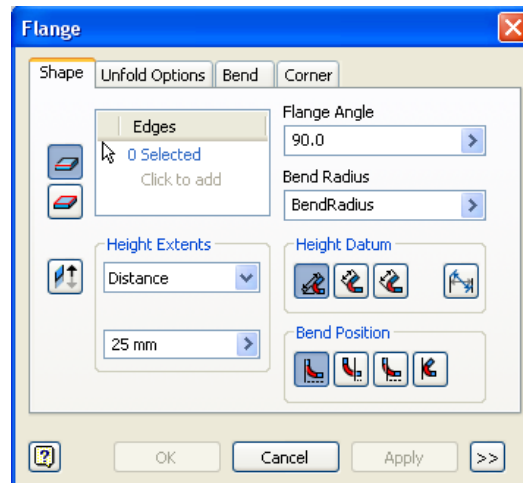 Flange
Shape
Unfold Options
Bend
Corner
Edges
0 Selected
Click to add
Flange Angle
90.0
Bend Radius
BendRadius
Height Extents
Distance
25 mm
Height Datum
Bend Position
OK
Cancel
Apply
>>